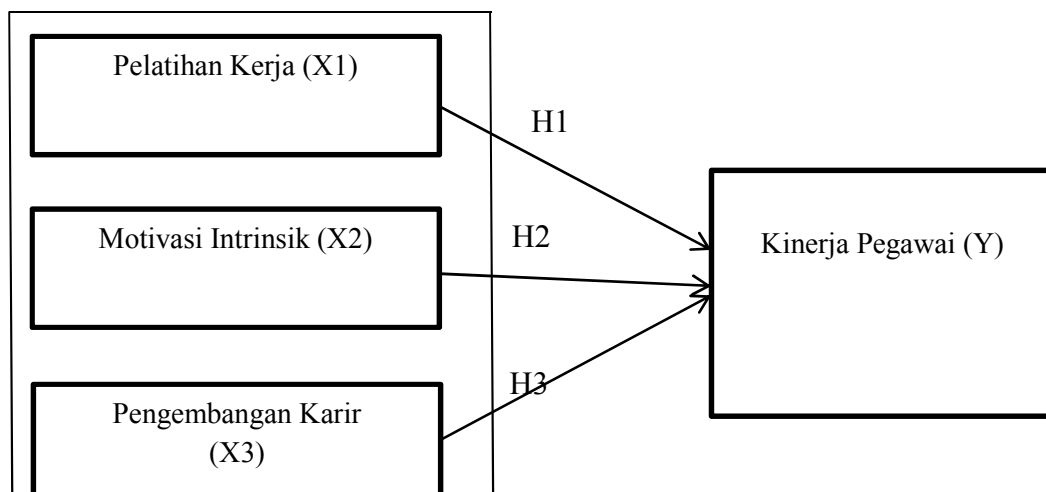 Pelatihan Kerja (X1)
H1
Motivasi Intrinsik (X2)
H2
Kinerja Pegawai (Y)
H3
Pengembangan Karir
(X3)